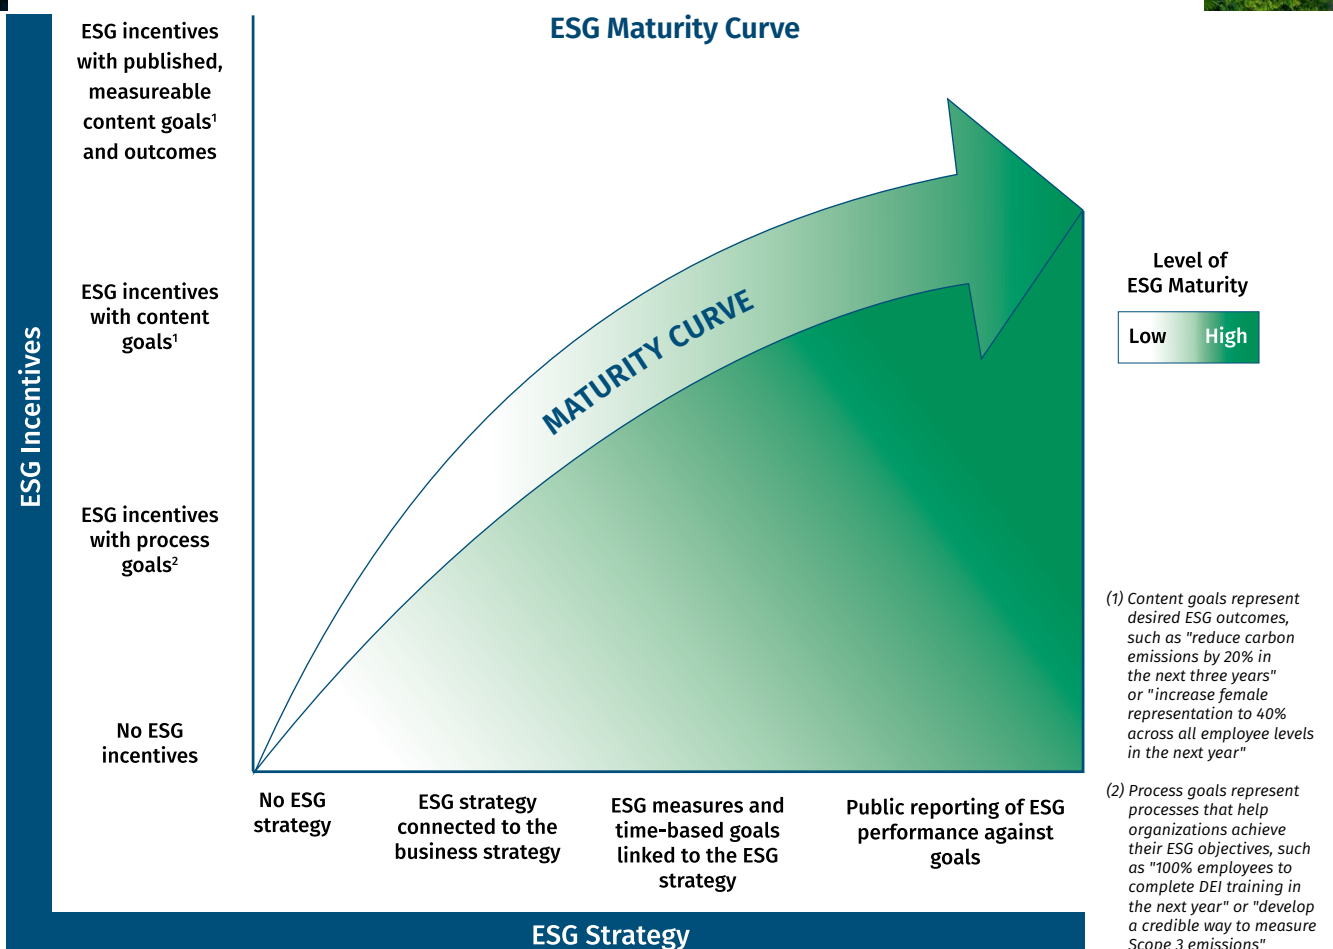 ESG Maturity Curve
ESG Incentives
ESG incentives
with published,
measureable
content goals¹
and outcomes
ESG incentives
with content
goals¹
ESG incentives
with process
goals²
No ESG
incentives
MATURITY CURVE
Level of
ESG Maturity
Low High
No ESG
strategy
ESG strategy
connected to the
business strategy
ESG measures and
time-based goals
linked to the ESG
strategy
Public reporting of ESG
performance against
goals
ESG Strategy
(1) Content goals represent
desired ESG outcomes,
such as "reduce carbon
emissions by 20% in
the next three years"
or "increase female
representation to 40%
across all employee levels
in the next year"
(2) Process goals represent
processes that help
organizations achieve
their ESG objectives, such
as "100% employees to
complete DEI training in
the next year" or "develop
a credible way to measure
Scope 3 emissions"